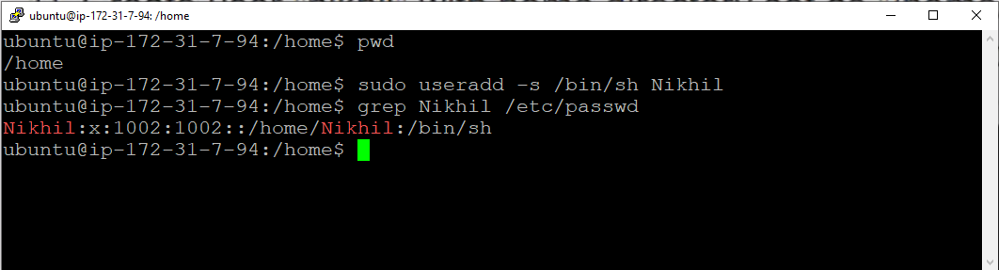 ubuntu@ip-172-31-7-94: /home
ubuntu@ip-172-31-7-94:/home$ pwd
/home
ubuntu@ip-172-31-7-94:/home$ sudo useradd -s /bin/sh Nikhil
ubuntu@ip-172-31-7-94:/home$ grep Nikhil /etc/passwd
Nikhil:x:1002:1002::/home/Nikhil:/bin/sh
ubuntu@ip-172-31-7-94:/home$